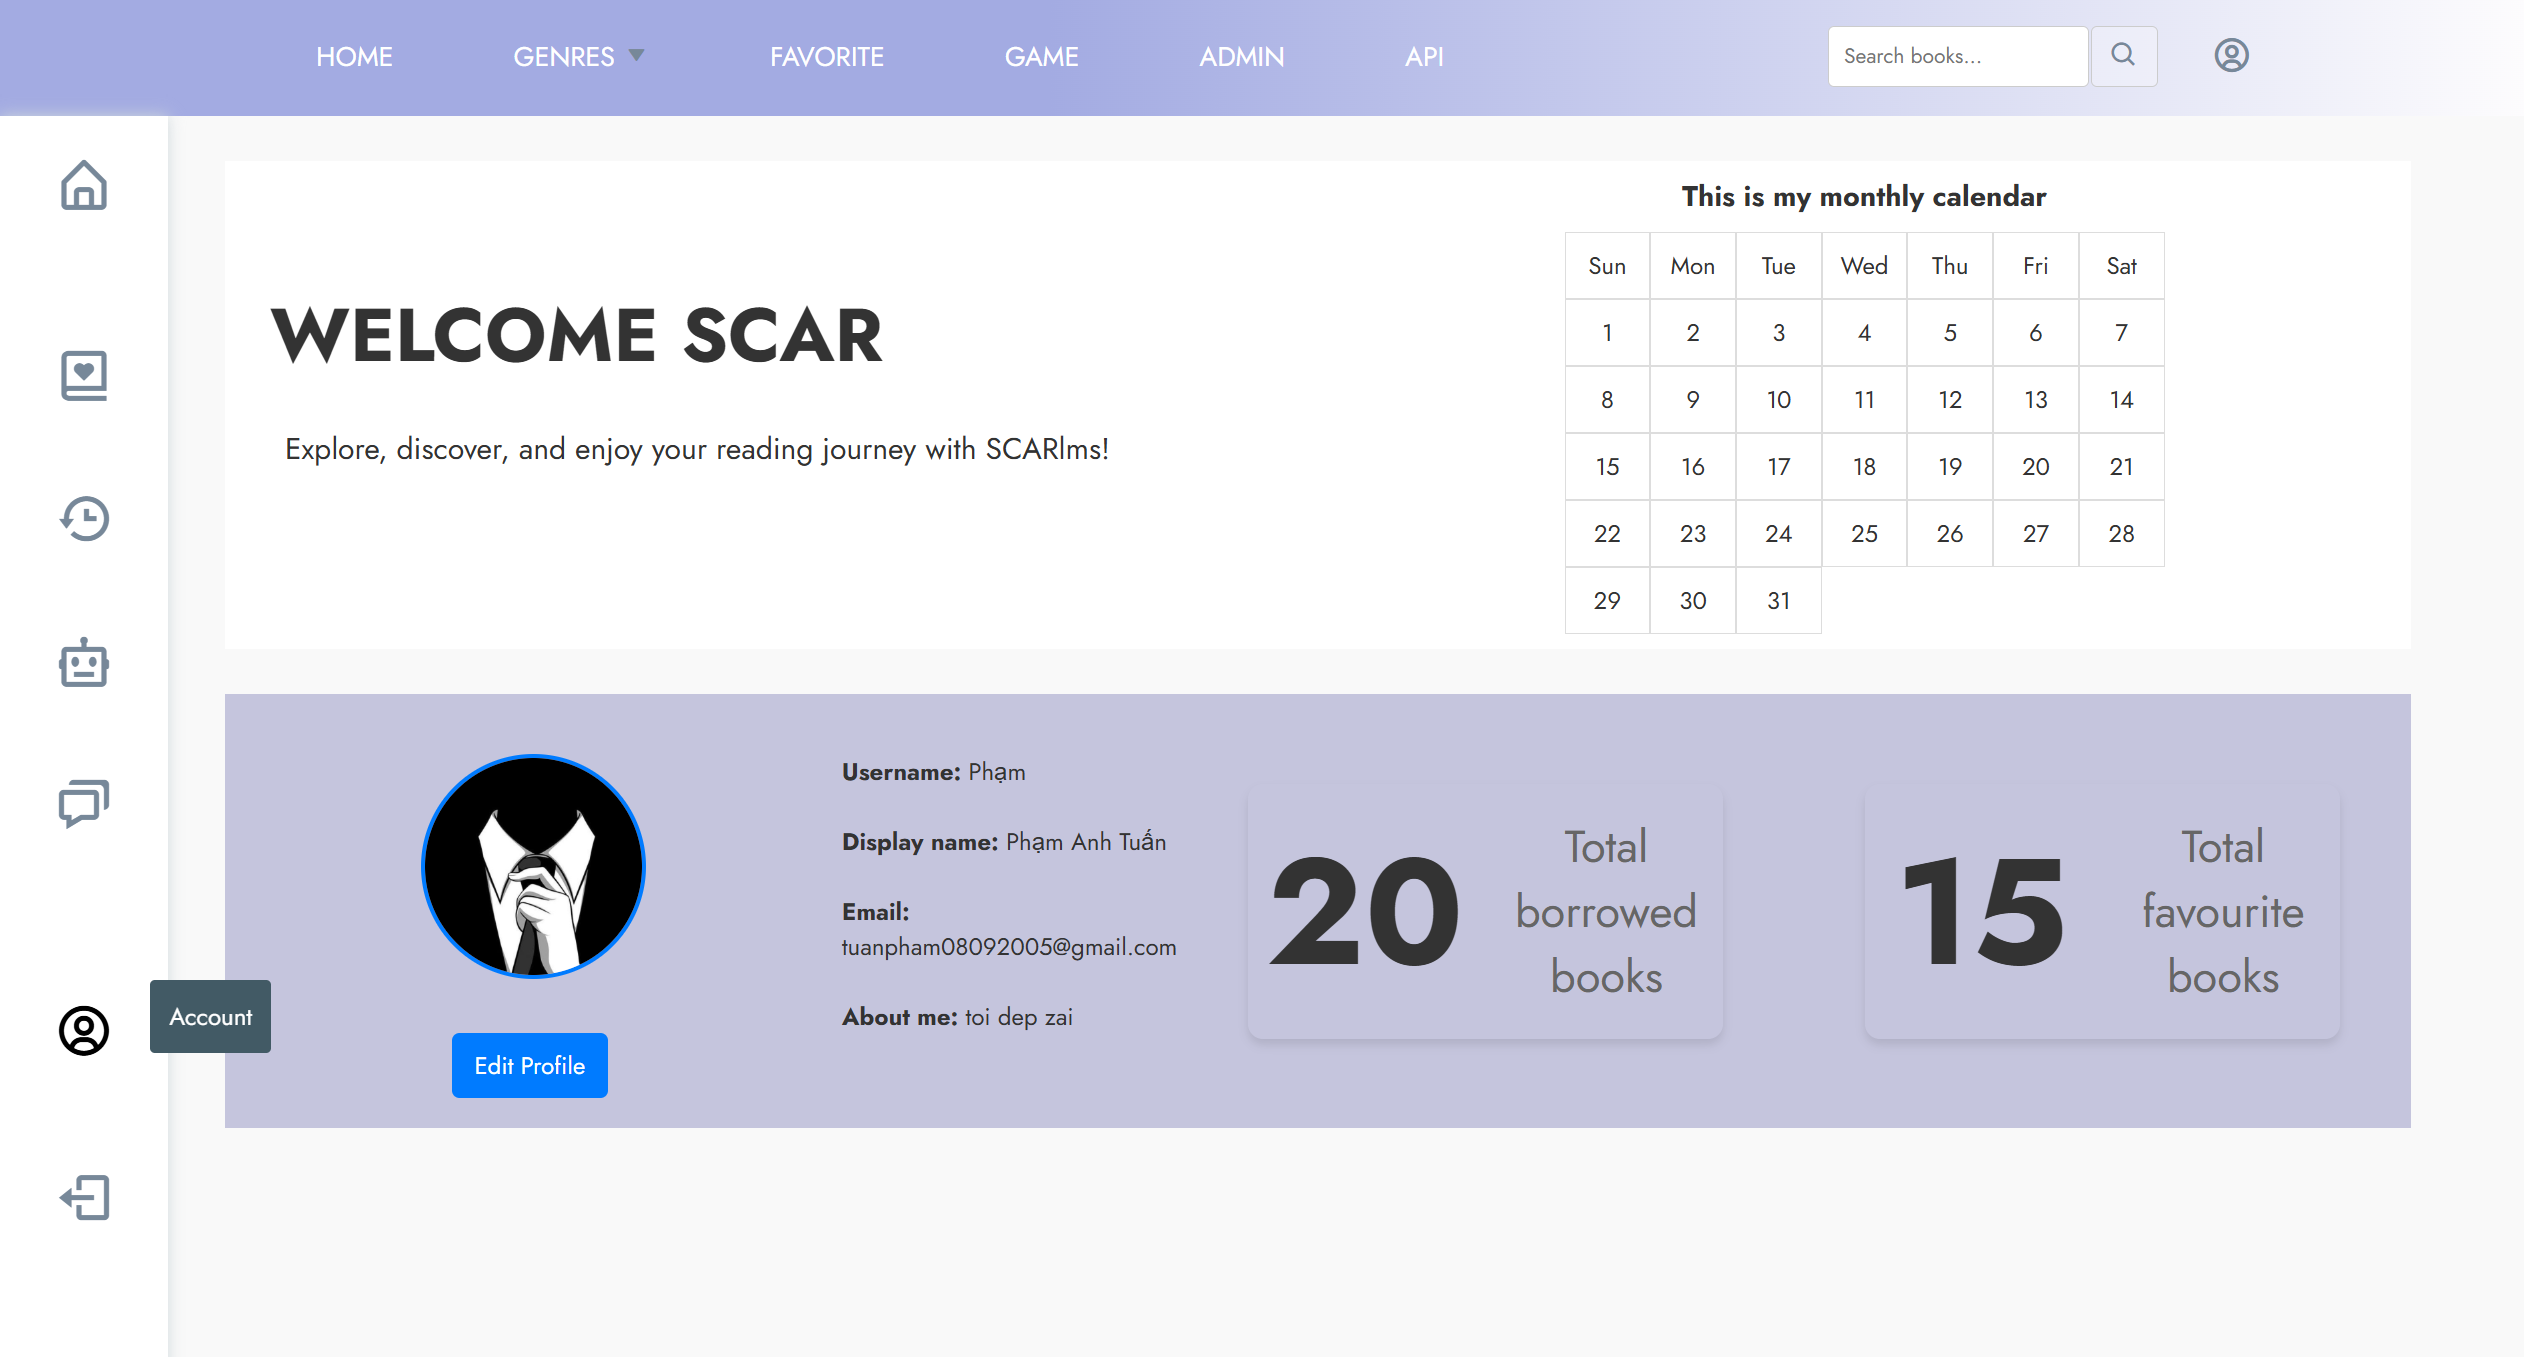 HOME GENRES FAVORITE GAME ADMIN API Search books...
This is my monthly calendar
Sun Mon Tue Wed Thu Fri Sat
1 2 3 4 5 6 7
8 9 10 11 12 13 14
15 16 17 18 19 20 21
22 23 24 25 26 27 28
29 30 31
WELCOME SCAR
Explore, discover, and enjoy your reading journey with SCARlms!
Account
Edit Profile
Username: Phạm
Display name: Phạm Anh Tuấn
Email:
tuanpham08092005@gmail.com
About me: toi dep zai
20
Total
borrowed
books
15
Total
favourite
books